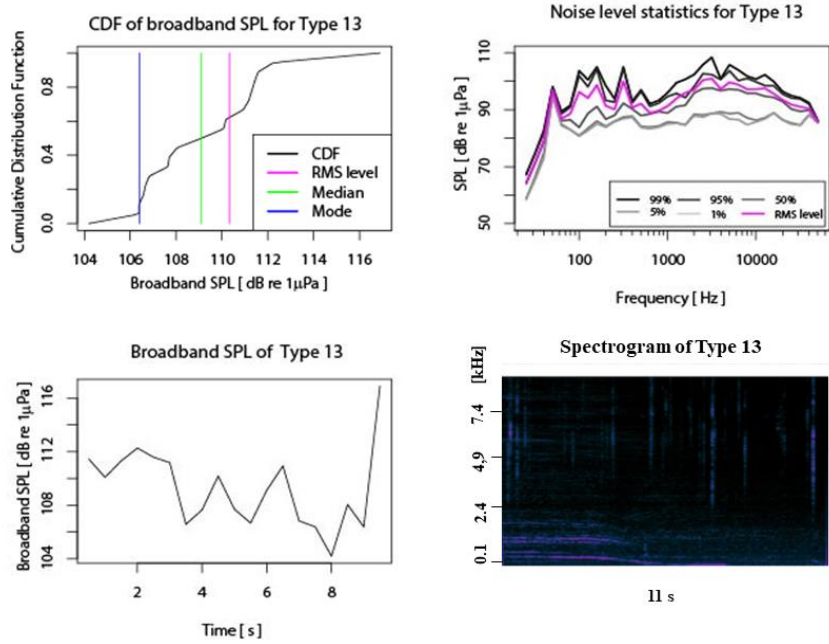 CDF of broadband SPL for Type 13
Cumulative Distribution Function
0.8
0.4
0.0
CDF
RMS level
Median
Mode
104 106 108 110 112 114 116
Broadband SPL [ dB re 1μPa ]
Noise level statistics for Type 13
SPL [ dB re 1μPa ]
110
90
70
50
99% 95% 50%
5% 1% RMS level
100 1000 10000
Frequency [ Hz ]
Broadband SPL of Type 13
Broadband SPL [ dB re 1μPa ]
116
112
108
104
2 4 6 8
Time [ s ]
Spectrogram of Type 13
[kHz]
7.4
4,9
2.4
0.1
11 s